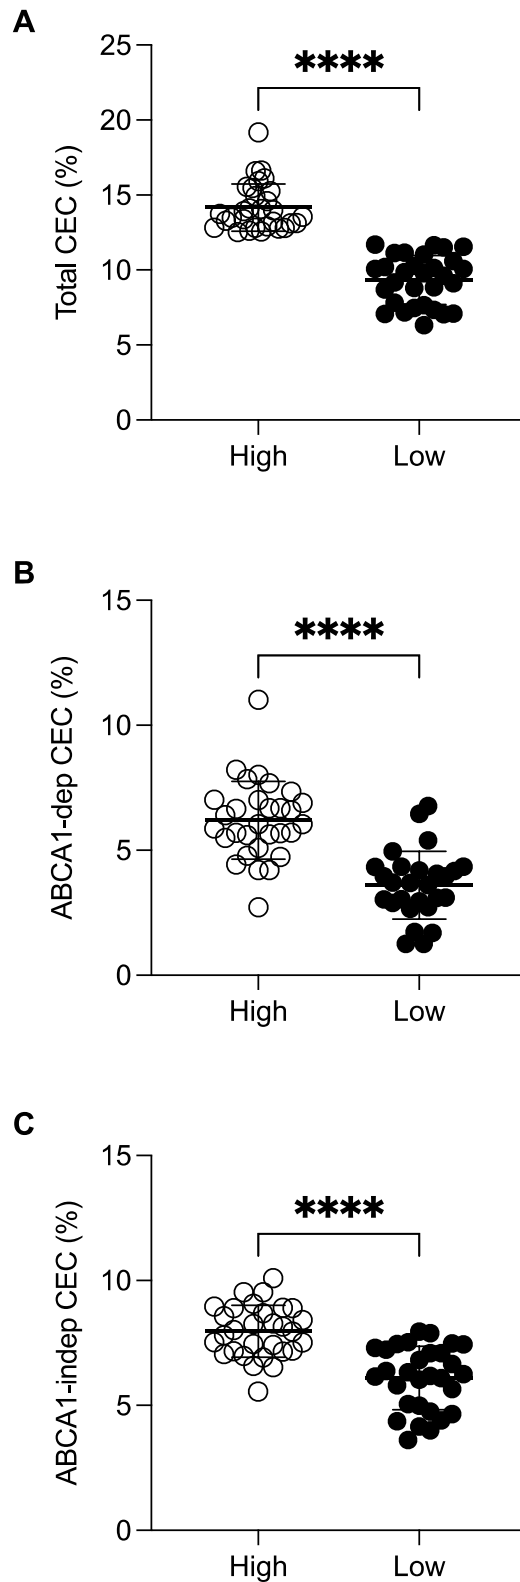 A
Total CEC (%)
25
20
15
10
5
0
****
High Low
B
ABCA1-dep CEC (%)
15
10
5
0
****
High Low
C
ABCA1-indep CEC (%)
15
10
5
0
****
High Low